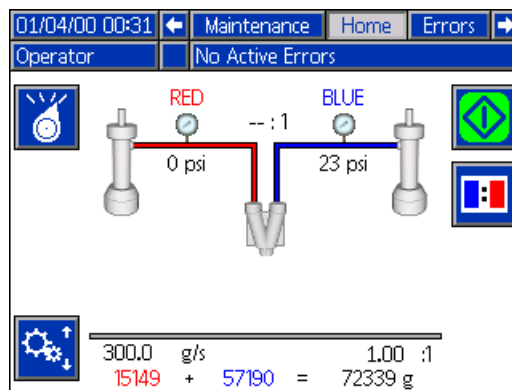 01/04/00 00:31 Maintenance Home Errors
Operator No Active Errors
RED BLUE
-- : 1
0 psi 23 psi
300.0 g/s 1.00 :1
15149 + 57190 = 72339 g